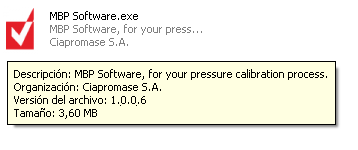 MBP Software.exe
MBP Software, for your press...
Ciapromase S.A.
Descripción: MBP Software, for your pressure calibration process.
Organización: Ciapromase S.A.
Versión del archivo: 1.0.0.6
Tamaño: 3,60 MB